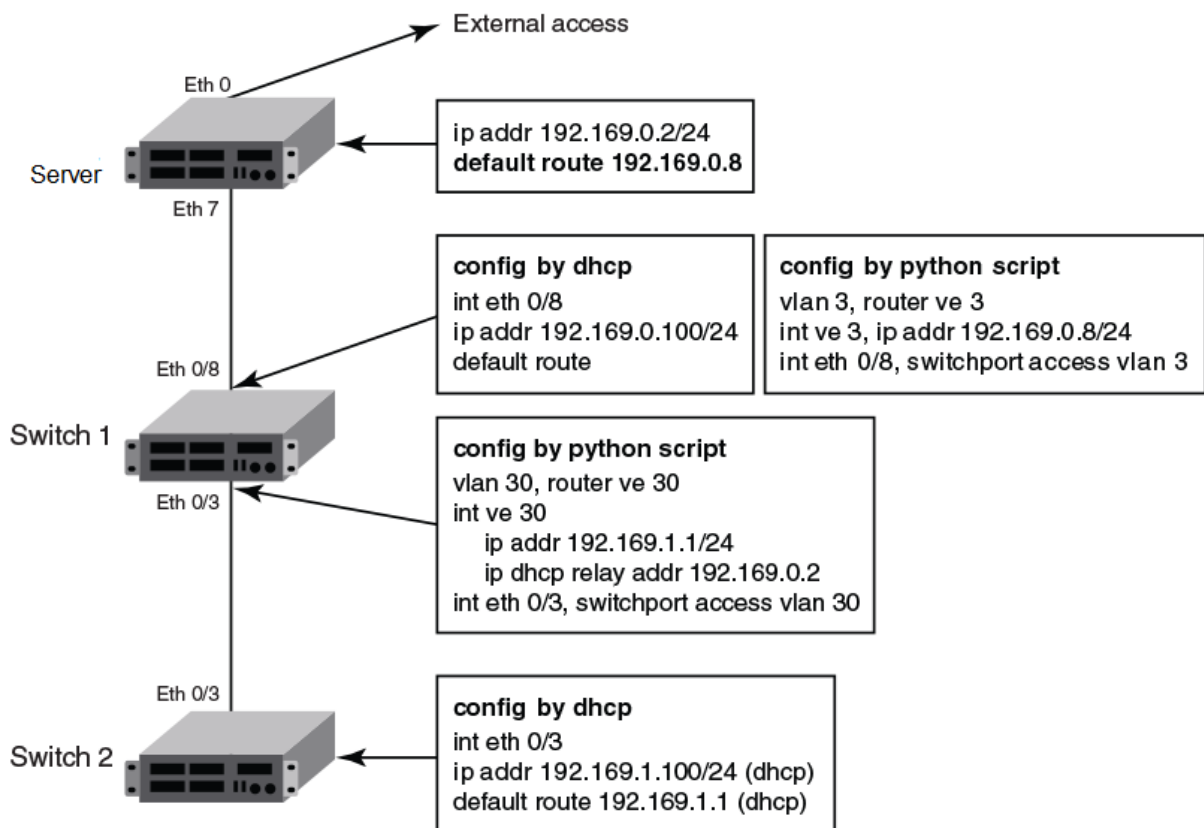 External access
Eth 0
ip addr 192.169.0.2/24
default route 192.169.0.8
Server
Eth 7
config by dhcp
int eth 0/8
ip addr 192.169.0.100/24
default route
config by python script
vlan 3, router ve 3
int ve 3, ip addr 192.169.0.8/24
int eth 0/8, switchport access vlan 3
Eth 0/8
Switch 1
Eth 0/3
config by python script
vlan 30, router ve 30
int ve 30
ip addr 192.169.1.1/24
ip dhcp relay addr 192.169.0.2
int eth 0/3, switchport access vlan 30
Eth 0/3
Switch 2
config by dhcp
int eth 0/3
ip addr 192.169.1.100/24 (dhcp)
default route 192.169.1.1 (dhcp)